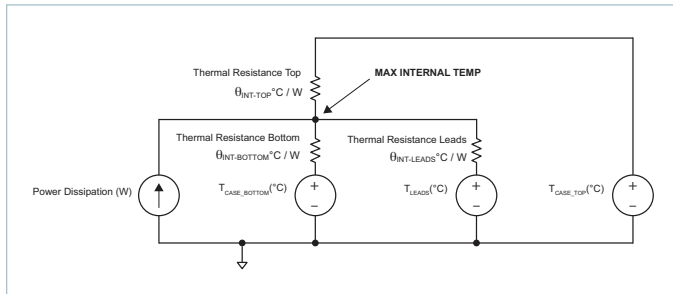 Thermal Resistance Top
θINT-TOP°C / W
MAX INTERNAL TEMP
Thermal Resistance Bottom
θINT-BOTTOM°C / W
Thermal Resistance Leads
θINT-LEADS°C / W
Power Dissipation (W)
TCASE_BOTTOM(°C)
+
–
TLEADS(°C)
+
–
TCASE_TOP(°C)
+
–